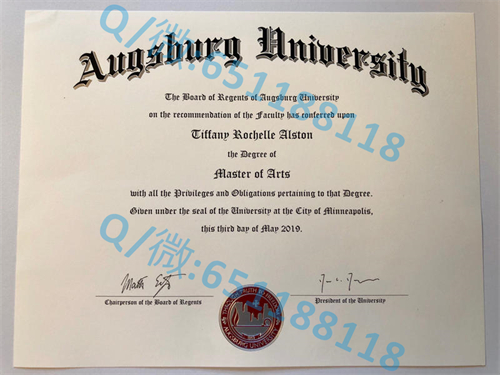 Augsburg University
The Board of Regents of Augsburg University
on the recommendation of the Faculty has conferred upon
Tiffany Rochelle Alston
the Degree of
Master of Arts
with all the Privileges and Obligations pertaining to that Degree.
Given under the seal of the University at the City of Minneapolis,
this third day of May 2019.
Chairperson of the Board of Regents
President of the University
Q/微:651188118
Q/微:651188118